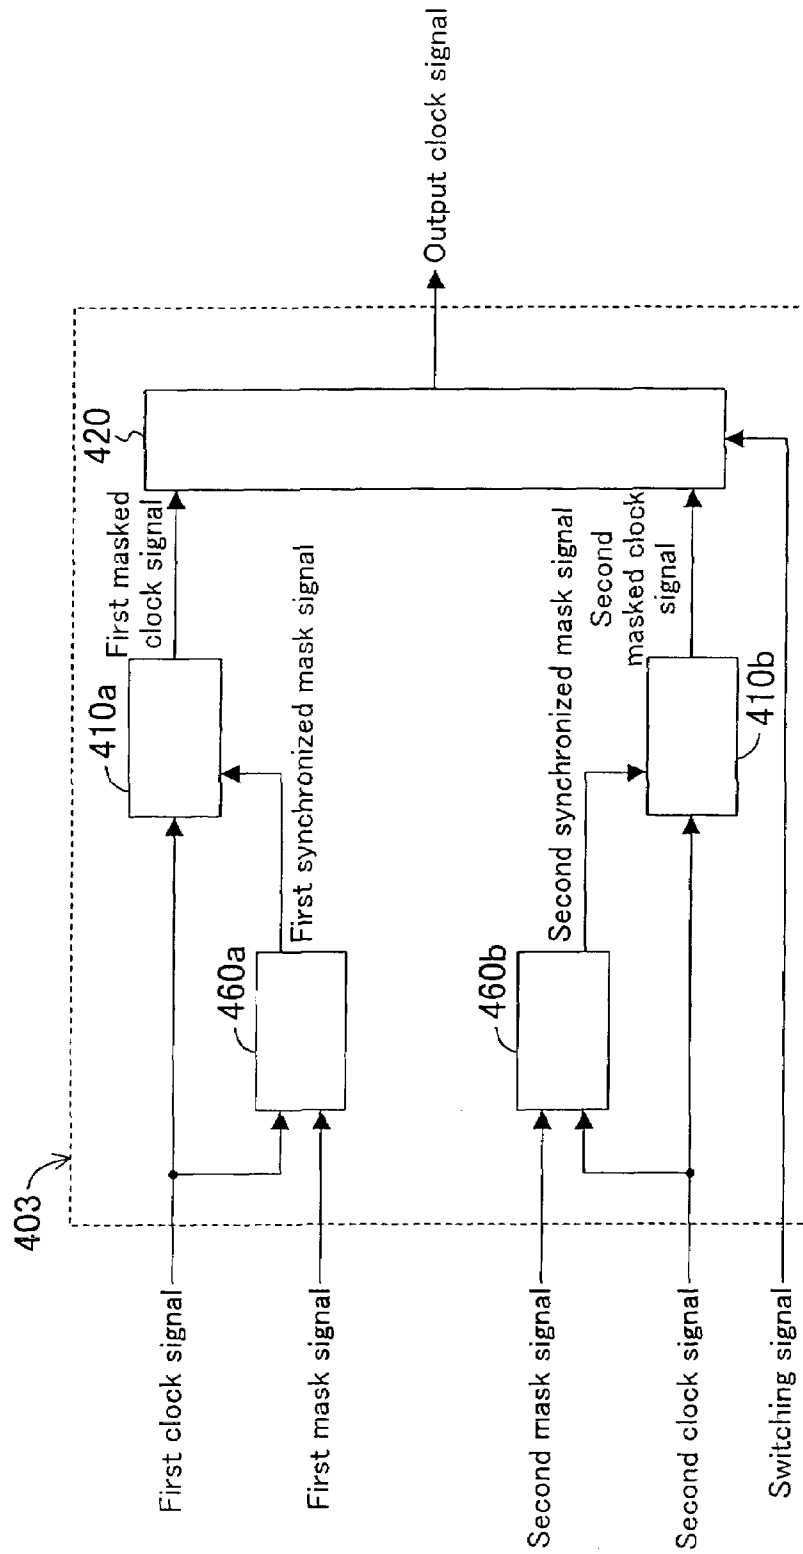 403
First clock signal
First mask signal
Second mask signal
Second clock signal
Switching signal
460a
First synchronized mask signal
460b
Second synchronized mask signal
410a
First masked
clock signal
410b
Second
masked clock
signal
420
Output clock signal